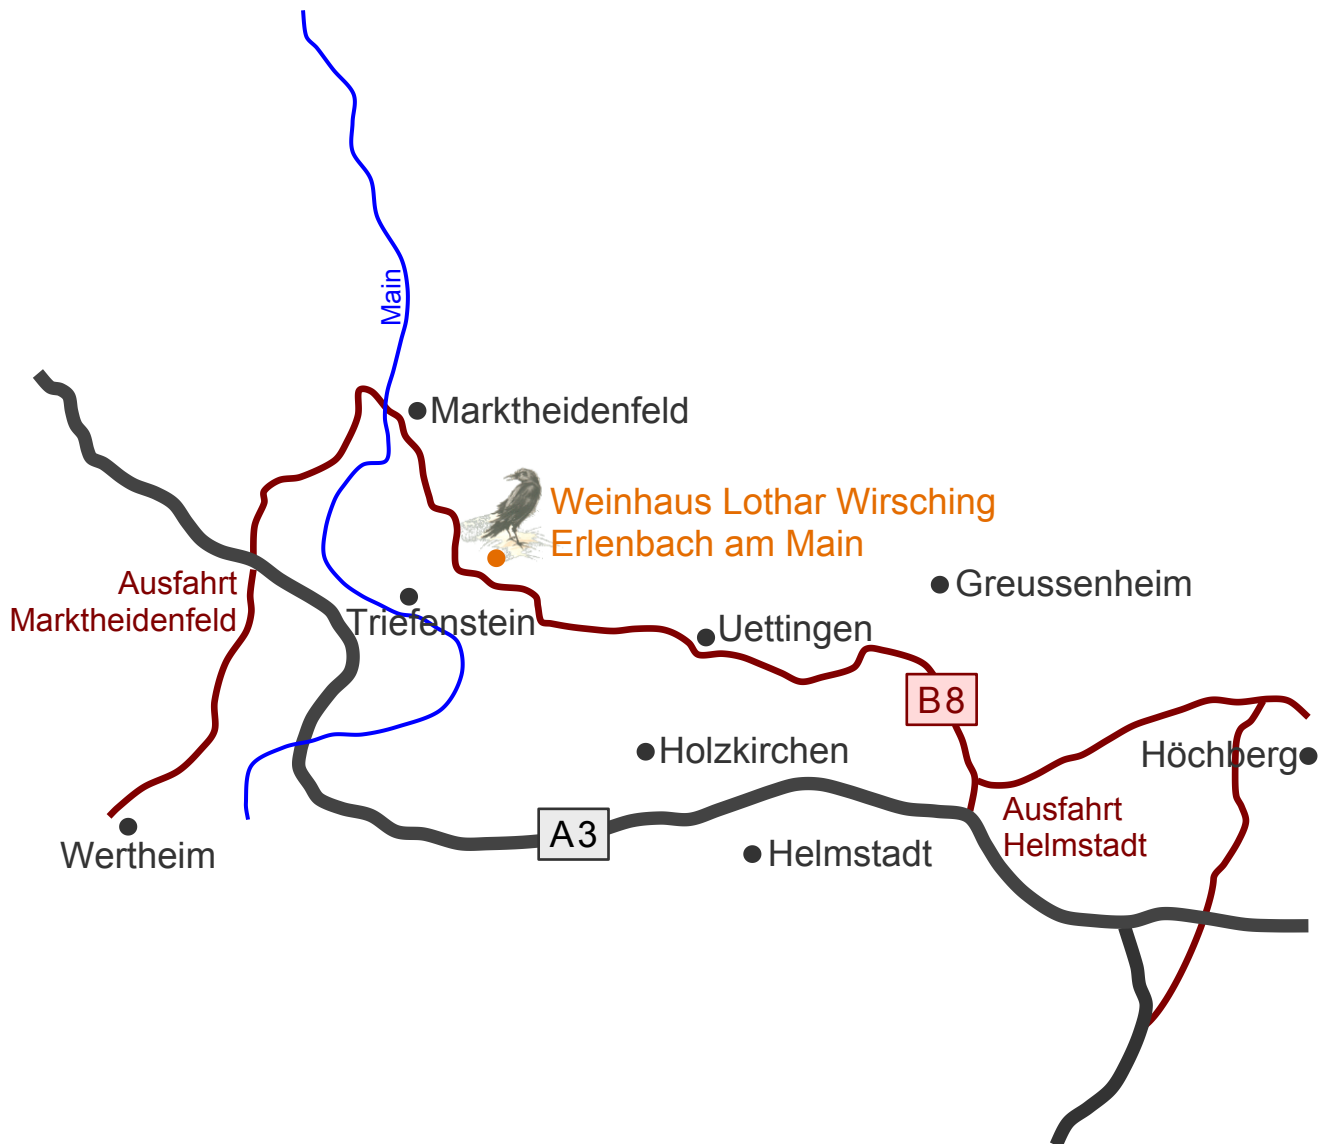 Main
Marktheidenfeld
Weinhaus Lothar Wirsching
Erlenbach am Main
Ausfahrt
Marktheidenfeld
Greussenheim
Triefenstein
Uettingen
B8
Holzkirchen
Höchberg
Ausfahrt
Helmstadt
A3
Wertheim
Helmstadt